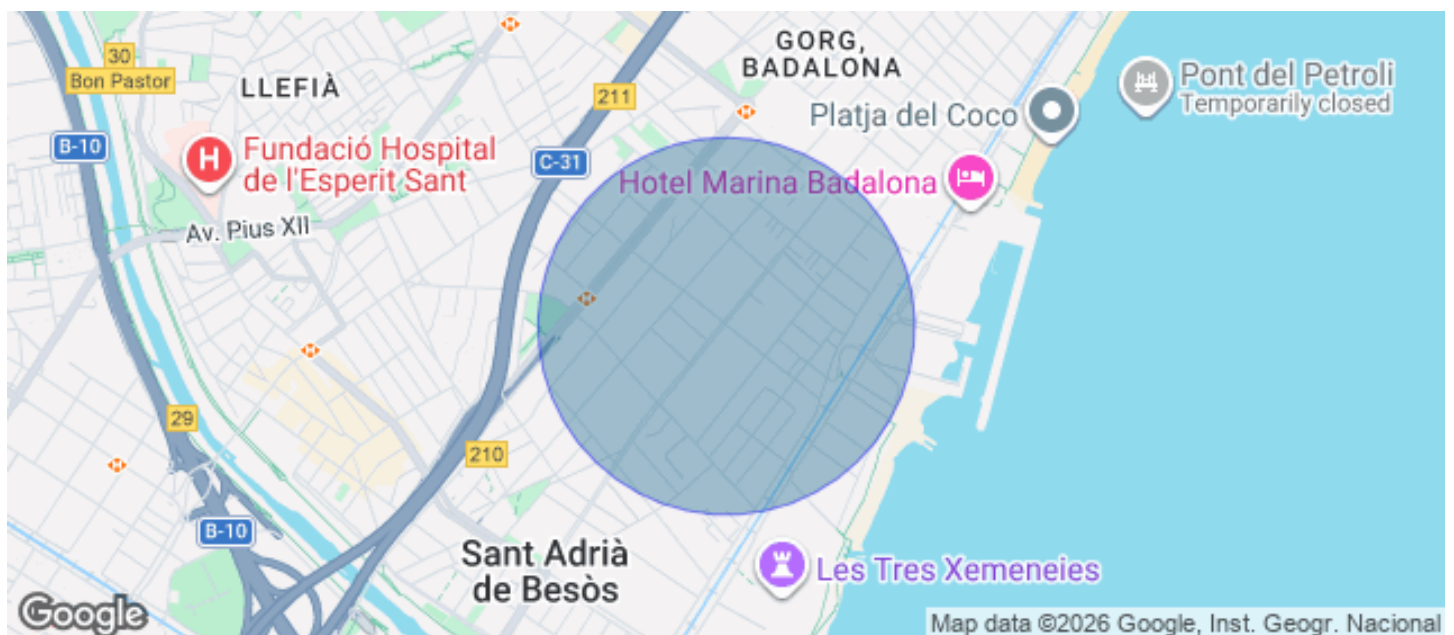 30
Bon Pastor
LLEFIÀ
GORG,
BADALONA
Pont del Petroli
Temporarily closed
211
Platja del Coco
B-10
H
Fundació Hospital
de l'Esperit Sant
C-31
Hotel Marina Badalona
Av. Pius XII
29
210
B-10
Sant Adrià
de Besòs
Les Tres Xemeneies
Google
Map data ©2026 Google, Inst. Geogr. Nacional